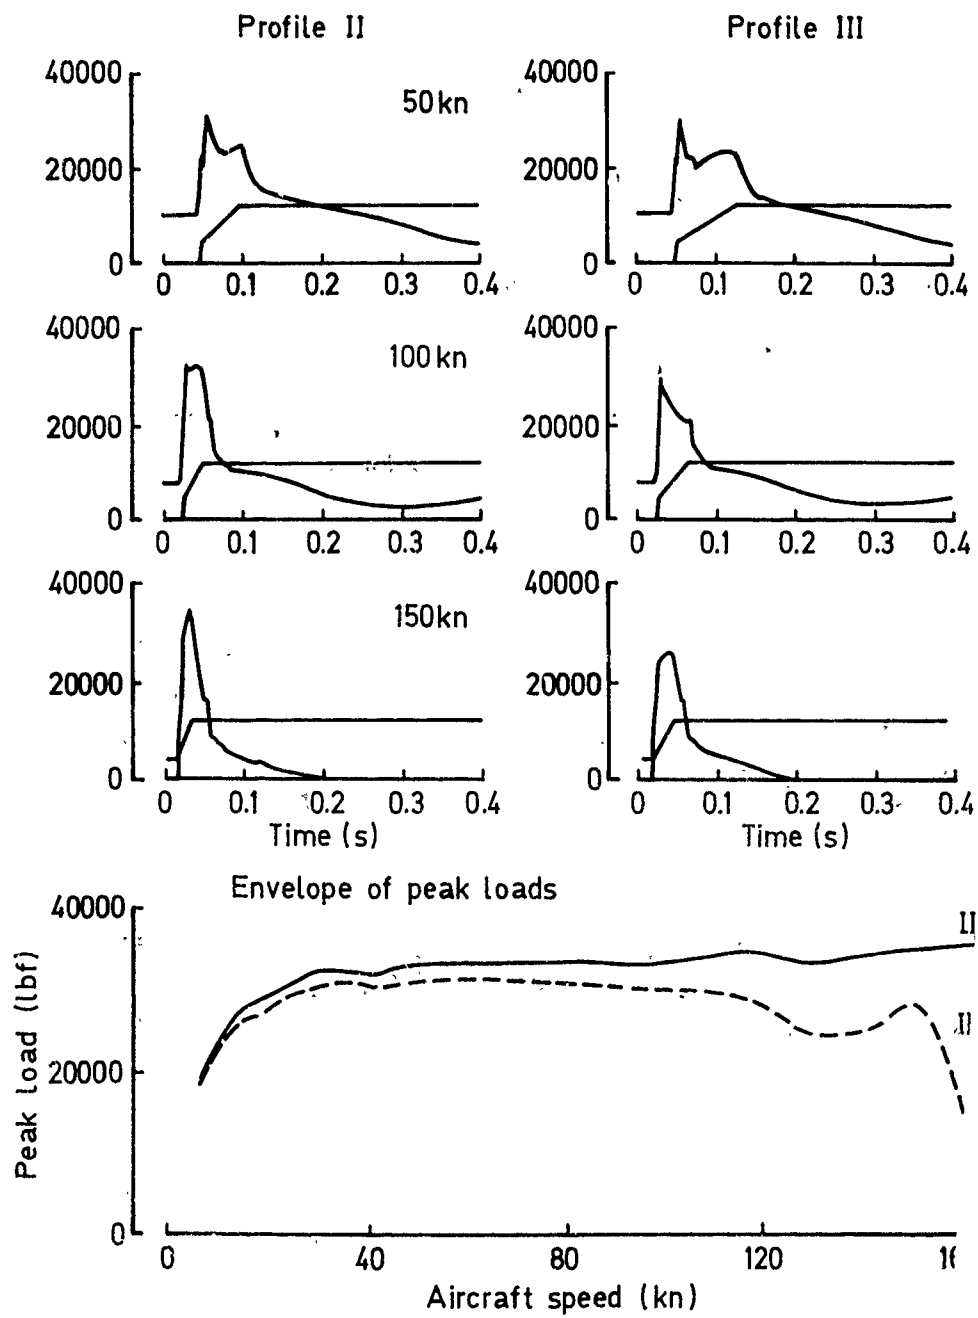 Profile II Profile III
40000 40000
50kn
20000 20000
0 0
0 0.1 0.2 0.3 0.4 0 0.1 0.2 0.3 0.4
40000 40000
100kn
20000 20000
0 0
0 0.1 0.2 0.3 0.4 0 0.1 0.2 0.3 0.4
40000 40000
150kn
20000 20000
0 0
0 0.1 0.2 0.3 0.4 0 0.1 0.2 0.3 0.4
Time (s) Time (s)
Envelope of peak loads
40000
II
II
20000
0
Peak load (lbf)
0 40 80 120
Aircraft speed (kn)